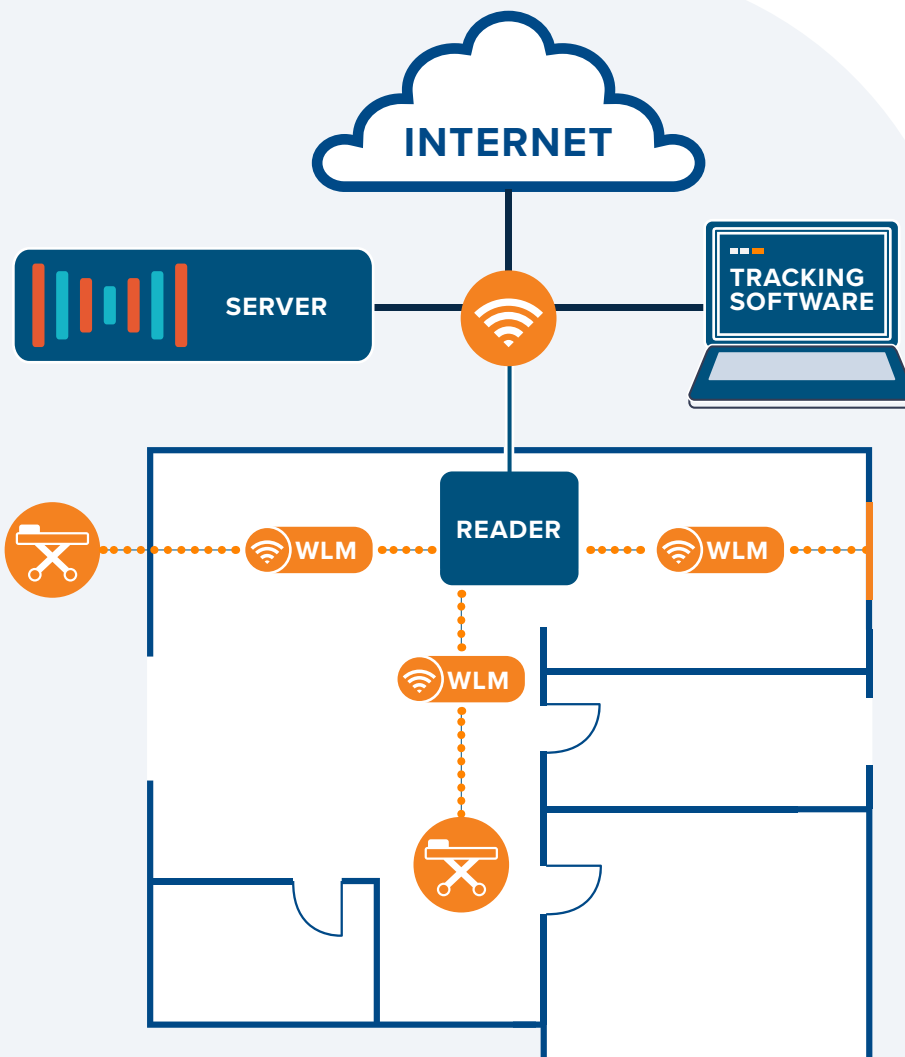 INTERNET
SERVER
TRACKING
SOFTWARE
READER
WLM
WLM
WLM